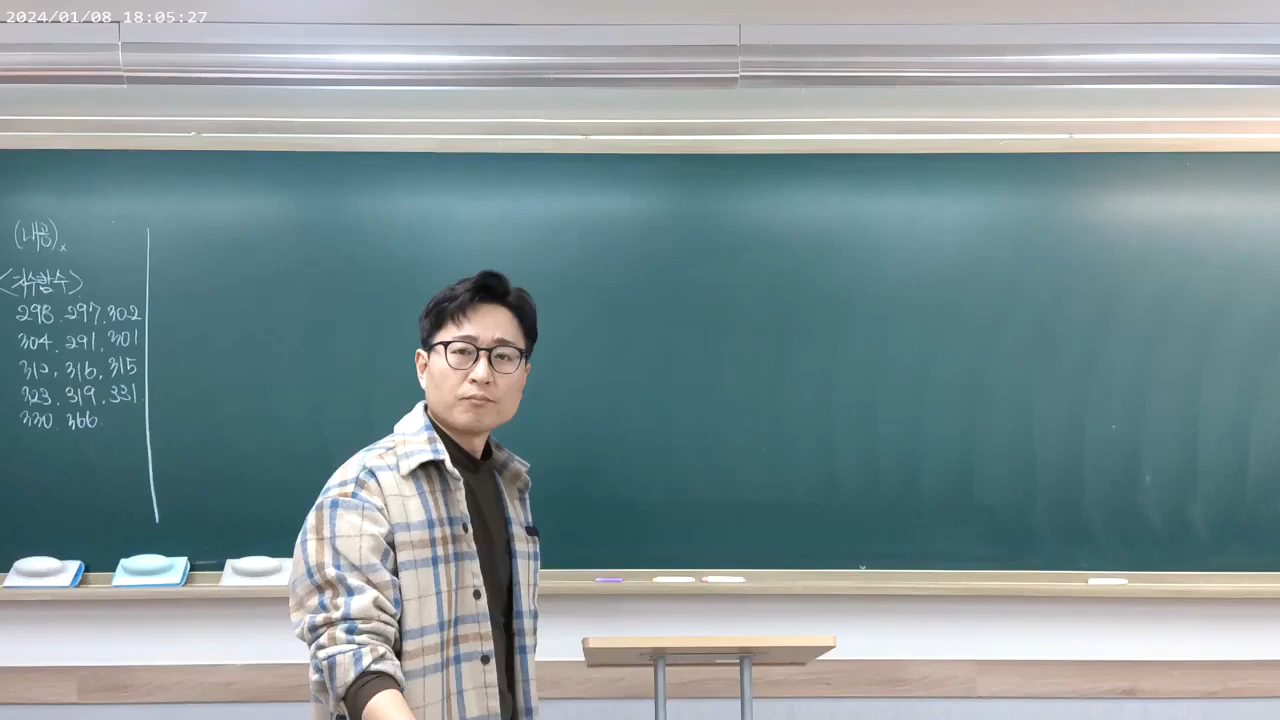 2024/01/08 18:05:27
(내공)x
<지수함수>
298. 297. 302
304. 291. 301
312. 316. 315
323. 319. 331.
330. 366.